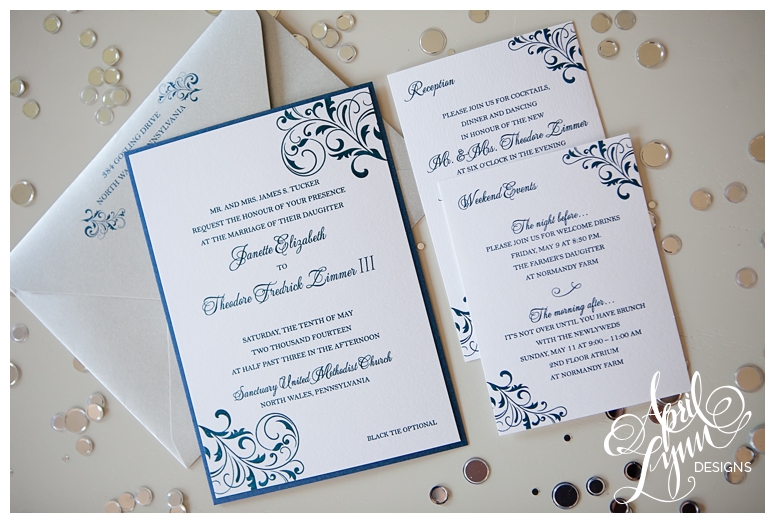 384 GOSLING DRIVE
NORTH WALES,
PENNSYLVANIA
MR. AND MRS. JAMES S. TUCKER
REQUEST THE HONOUR OF YOUR PRESENCE
AT THE MARRIAGE OF THEIR DAUGHTER
Janette Elizabeth
TO
Theodore Fredrick Zimmer III
SATURDAY, THE TENTH OF MAY
TWO THOUSAND FOURTEEN
AT HALF PAST THREE IN THE AFTERNOON
Sanctuary United Methodist Church
NORTH WALES, PENNSYLVANIA
BLACK TIE OPTIONAL
Reception
PLEASE JOIN US FOR COCKTAILS,
DINNER AND DANCING
IN HONOUR OF THE NEW
Mr. & Mrs. Theodore Zimmer
AT SIX O'CLOCK IN THE EVENING
Weekend Events
The night before...
PLEASE JOIN US FOR WELCOME DRINKS
FRIDAY, MAY 9 AT 8:30 PM.
THE FARMER'S DAUGHTER
AT NORMANDY FARM
The morning after...
IT'S NOT OVER UNTIL YOU HAVE BRUNCH
WITH THE NEWLYWEDS
SUNDAY, MAY 11 AT 9:00 – 11:00 AM
2ND FLOOR ATRIUM
AT NORMANDY FARM
April
Lynn
DESIGNS